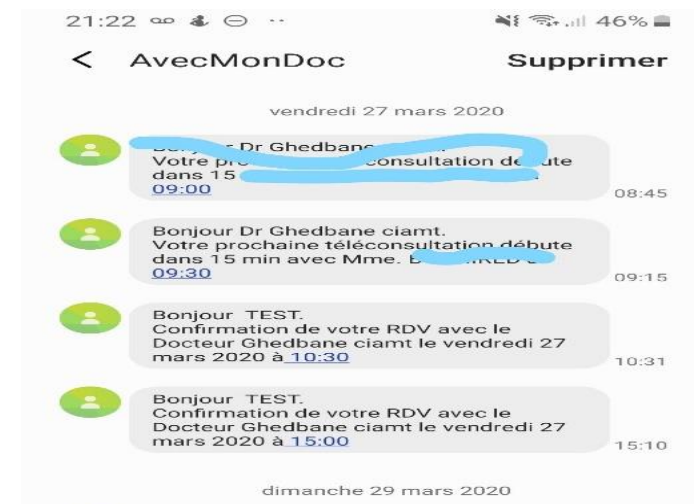 21:22 46%
< AvecMonDoc Supprimer
vendredi 27 mars 2020
Dr Ghedbane
Votre consultation
dans 15
09:00
08:45
Bonjour Dr Ghedbane ciamt.
Votre prochaine téléconsultation débute
dans 15 min avec Mme.
09:30
09:15
Bonjour TEST.
Confirmation de votre RDV avec le
Docteur Ghedbane ciamt le vendredi 27
mars 2020 à 10:30
10:31
Bonjour TEST.
Confirmation de votre RDV avec le
Docteur Ghedbane ciamt le vendredi 27
mars 2020 à 15:00
15:10
dimanche 29 mars 2020